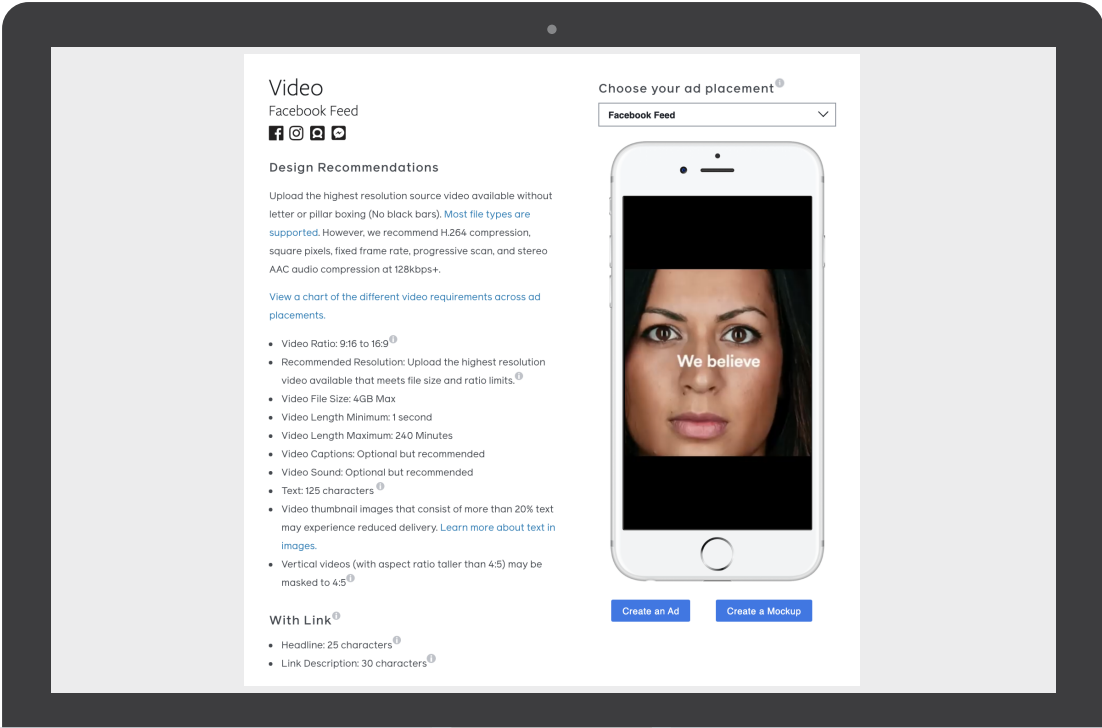 Video
Facebook Feed
Design Recommendations
Upload the highest resolution source video available without
letter or pillar boxing (No black bars). Most file types are
supported. However, we recommend H.264 compression,
square pixels, fixed frame rate, progressive scan, and stereo
AAC audio compression at 128kbps+.
View a chart of the different video requirements across ad
placements.
Video Ratio: 9:16 to 16:9
Recommended Resolution: Upload the highest resolution
video available that meets file size and ratio limits.
Video File Size: 4GB Max
Video Length Minimum: 1 second
Video Length Maximum: 240 Minutes
Video Captions: Optional but recommended
Video Sound: Optional but recommended
Text: 125 characters
Video thumbnail images that consist of more than 20% text
may experience reduced delivery. Learn more about text in
images.
Vertical videos (with aspect ratio taller than 4:5) may be
masked to 4:5
With Link
Headline: 25 characters
Link Description: 30 characters
Choose your ad placement
Facebook Feed
We believe
Create an Ad
Create a Mockup